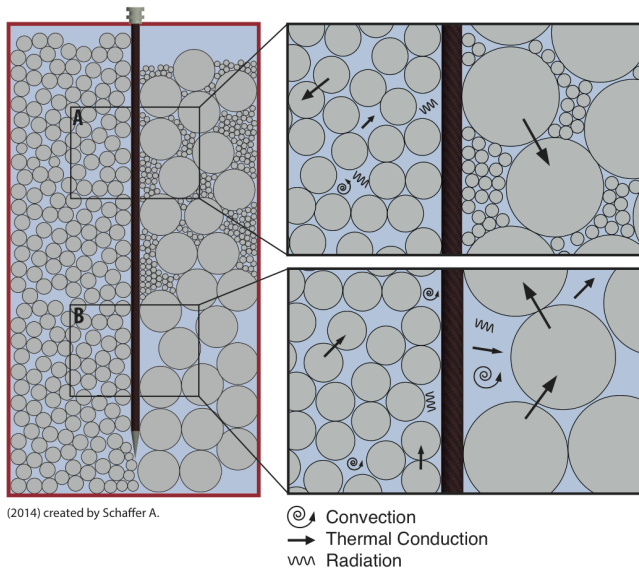 A
B
(2014) created by Schaffer A.
Convection
Thermal Conduction
Radiation